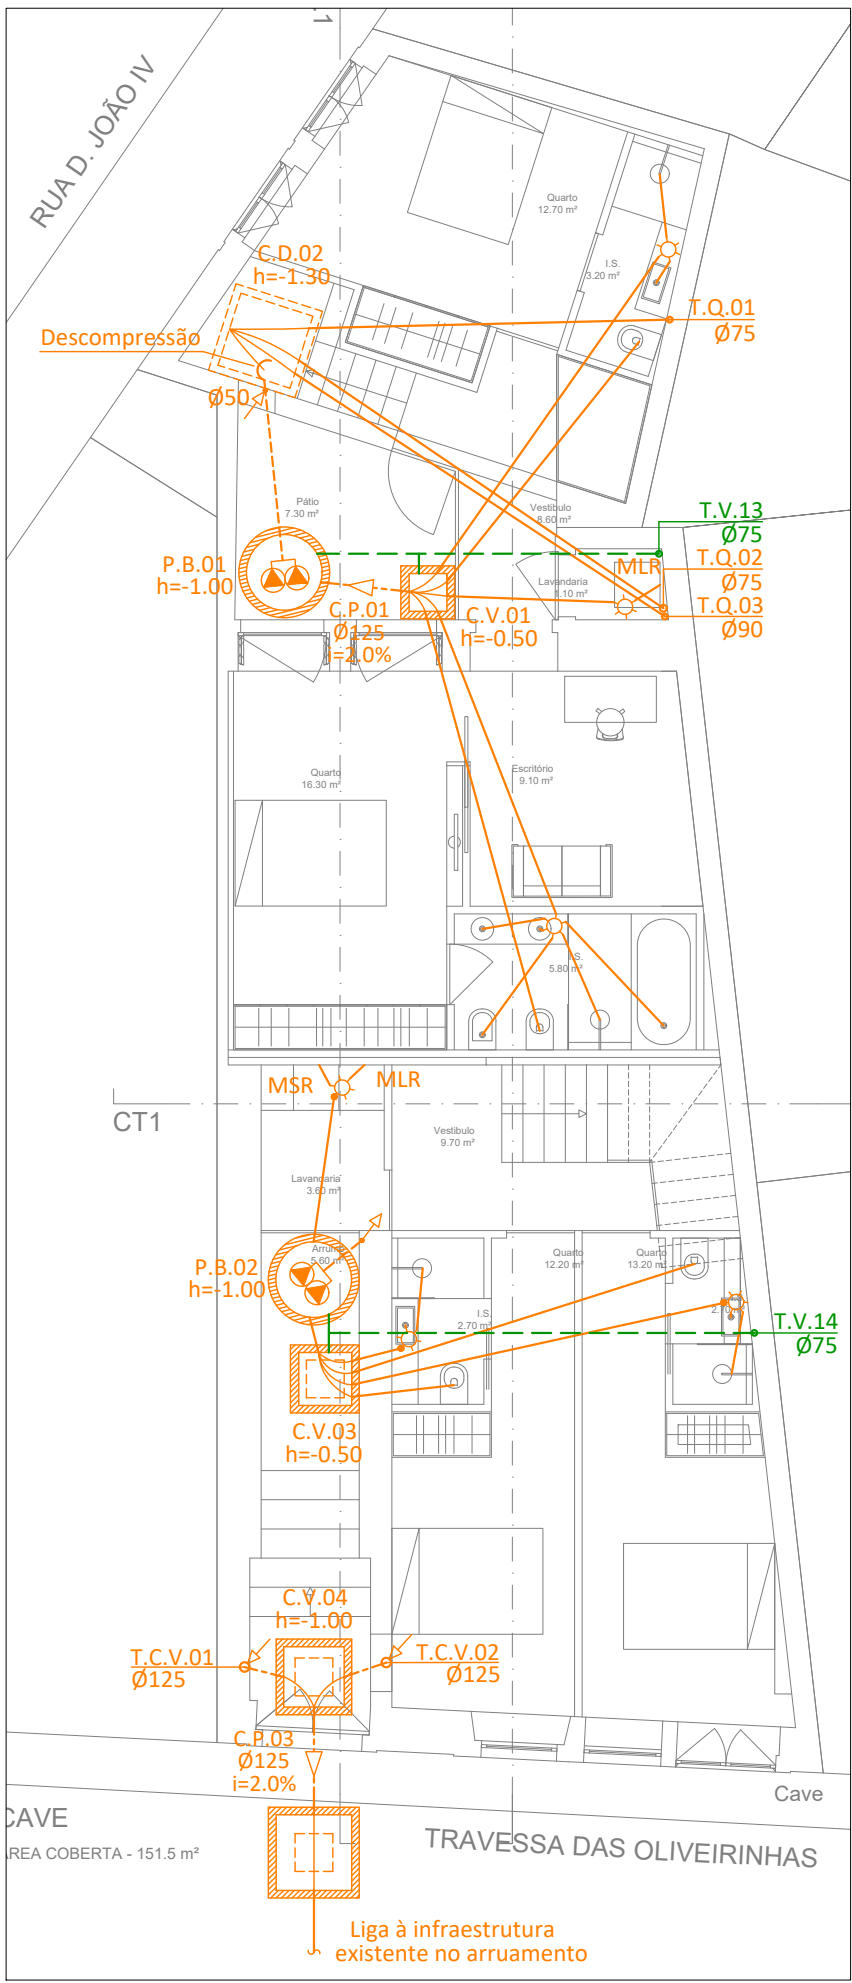 RUA D. JOÃO IV
Quarto
12.70 m²
I.S.
3.20 m²
C.D.02
h=-1.30
T.Q.01
Ø75
Descompressão
Ø50
Pátio
7.30 m²
Vestíbulo
8.60 m²
T.V.13
Ø75
P.B.01
h=-1.00
MLR
T.Q.02
Ø75
Lavandaria
1.10 m²
C.P.01
Ø125
i=2.0%
C.V.01
h=-0.50
T.Q.03
Ø90
Quarto
16.30 m²
Escritório
9.10 m²
I.S.
5.80 m²
MSR
MLR
CT1
Vestíbulo
9.70 m²
Lavandaria
3.60 m²
P.B.02
h=-1.00
5.60 m²
Quarto
12.20 m²
Quarto
13.20 m²
I.S.
2.70 m²
T.V.14
Ø75
C.V.03
h=-0.50
C.V.04
h=-1.00
T.C.V.01
Ø125
T.C.V.02
Ø125
C.P.03
Ø125
i=2.0%
Cave
CAVE
ÁREA COBERTA - 151.5 m²
TRAVESSA DAS OLIVEIRINHAS
Liga à infraestrutura
existente no arruamento